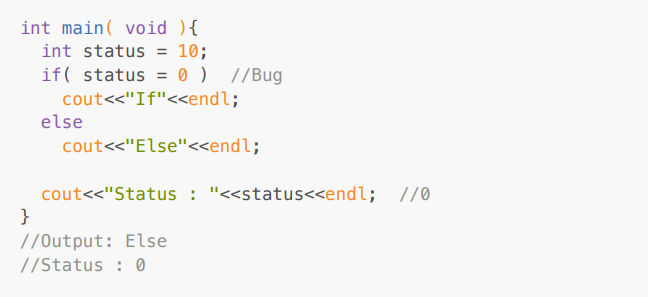 int main( void ){
  int status = 10;
  if( status = 0 )  //Bug
    cout<<"If"<<endl;
  else
    cout<<"Else"<<endl;

  cout<<"Status : "<<status<<endl;  //0
}
//Output: Else
//Status : 0